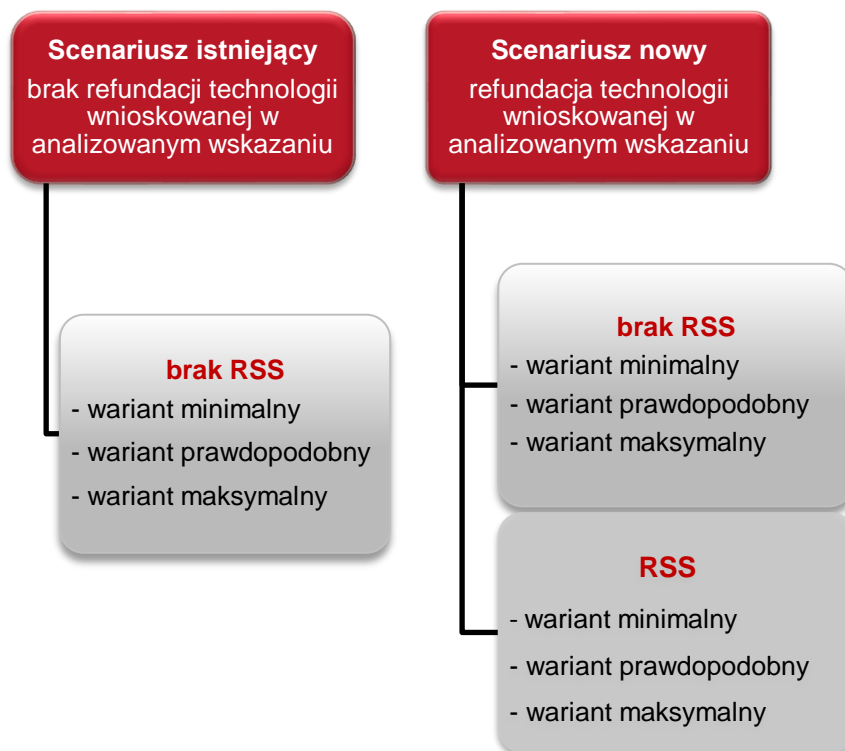 Scenariusz istniejący
brak refundacji technologii
wnioskowanej w
analizowanym wskazaniu
brak RSS
- wariant minimalny
- wariant prawdopodobny
- wariant maksymalny
Scenariusz nowy
refundacja technologii
wnioskowanej w
analizowanym wskazaniu
brak RSS
- wariant minimalny
- wariant prawdopodobny
- wariant maksymalny
RSS
- wariant minimalny
- wariant prawdopodobny
- wariant maksymalny